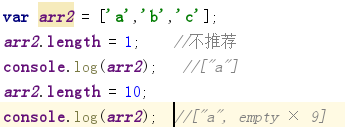 var arr2 = ['a','b','c'];
arr2.length = 1;    //不推荐
console.log(arr2);    //["a"]
arr2.length = 10;
console.log(arr2);   //["a", empty × 9]